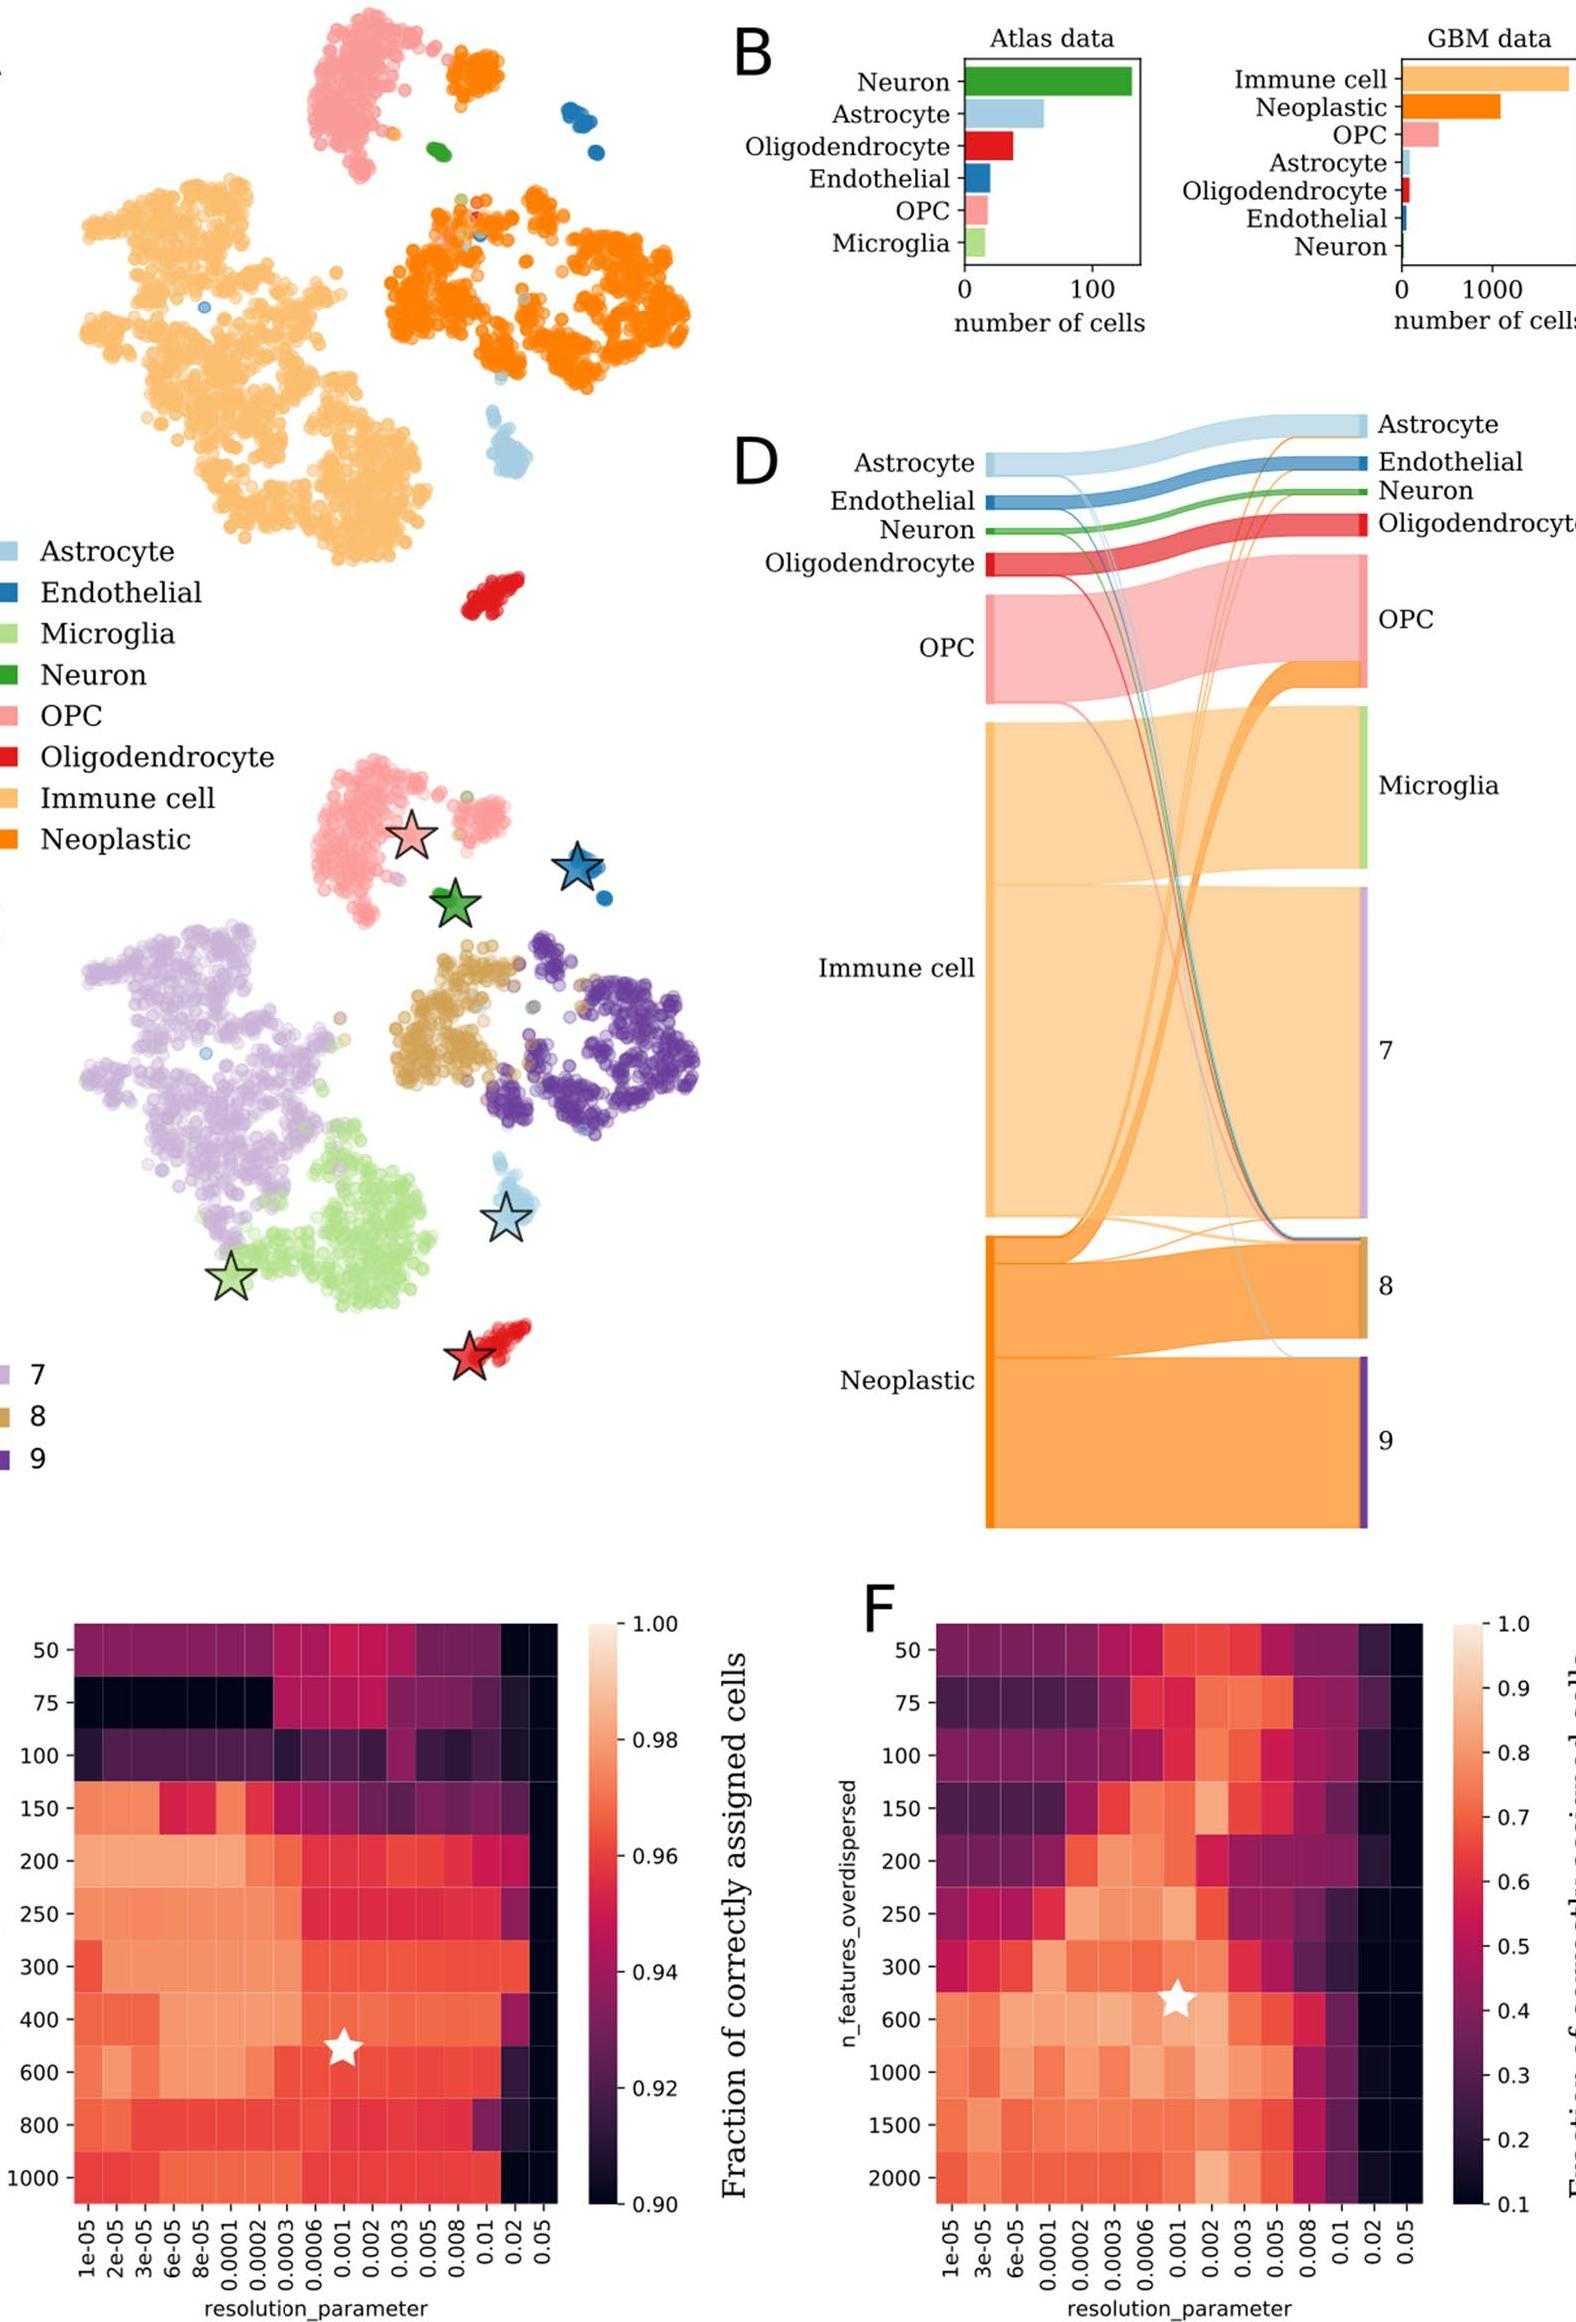 B
Atlas data
Neuron
Astrocyte
Oligodendrocyte
Endothelial
OPC
Microglia
0 100
number of cells
GBM data
Immune cell
Neoplastic
OPC
Astrocyte
Oligodendrocyte
Endothelial
Neuron
0 1000
number of cells
Astrocyte
Endothelial
Microglia
Neuron
OPC
Oligodendrocyte
Immune cell
Neoplastic
7
8
9
D
Astrocyte
Endothelial
Neuron
Oligodendrocyte
OPC
Immune cell
Neoplastic
Astrocyte
Endothelial
Neuron
Oligodendrocyte
OPC
Microglia
7
8
9
50
75
100
150
200
250
300
400
600
800
1000
1e-05 2e-05 3e-05 6e-05 8e-05 0.0001 0.0002 0.0003 0.0006 0.001 0.002 0.003 0.005 0.008 0.01 0.02 0.05
resolution_parameter
1.00
0.98
0.96
0.94
0.92
0.90
Fraction of correctly assigned cells
F
n_features_overdispersed
50
75
100
150
200
250
300
600
1000
1500
2000
1e-05 3e-05 6e-05 0.0001 0.0002 0.0003 0.0006 0.001 0.002 0.003 0.005 0.008 0.01 0.02 0.05
resolution_parameter
1.0
0.9
0.8
0.7
0.6
0.5
0.4
0.3
0.2
0.1